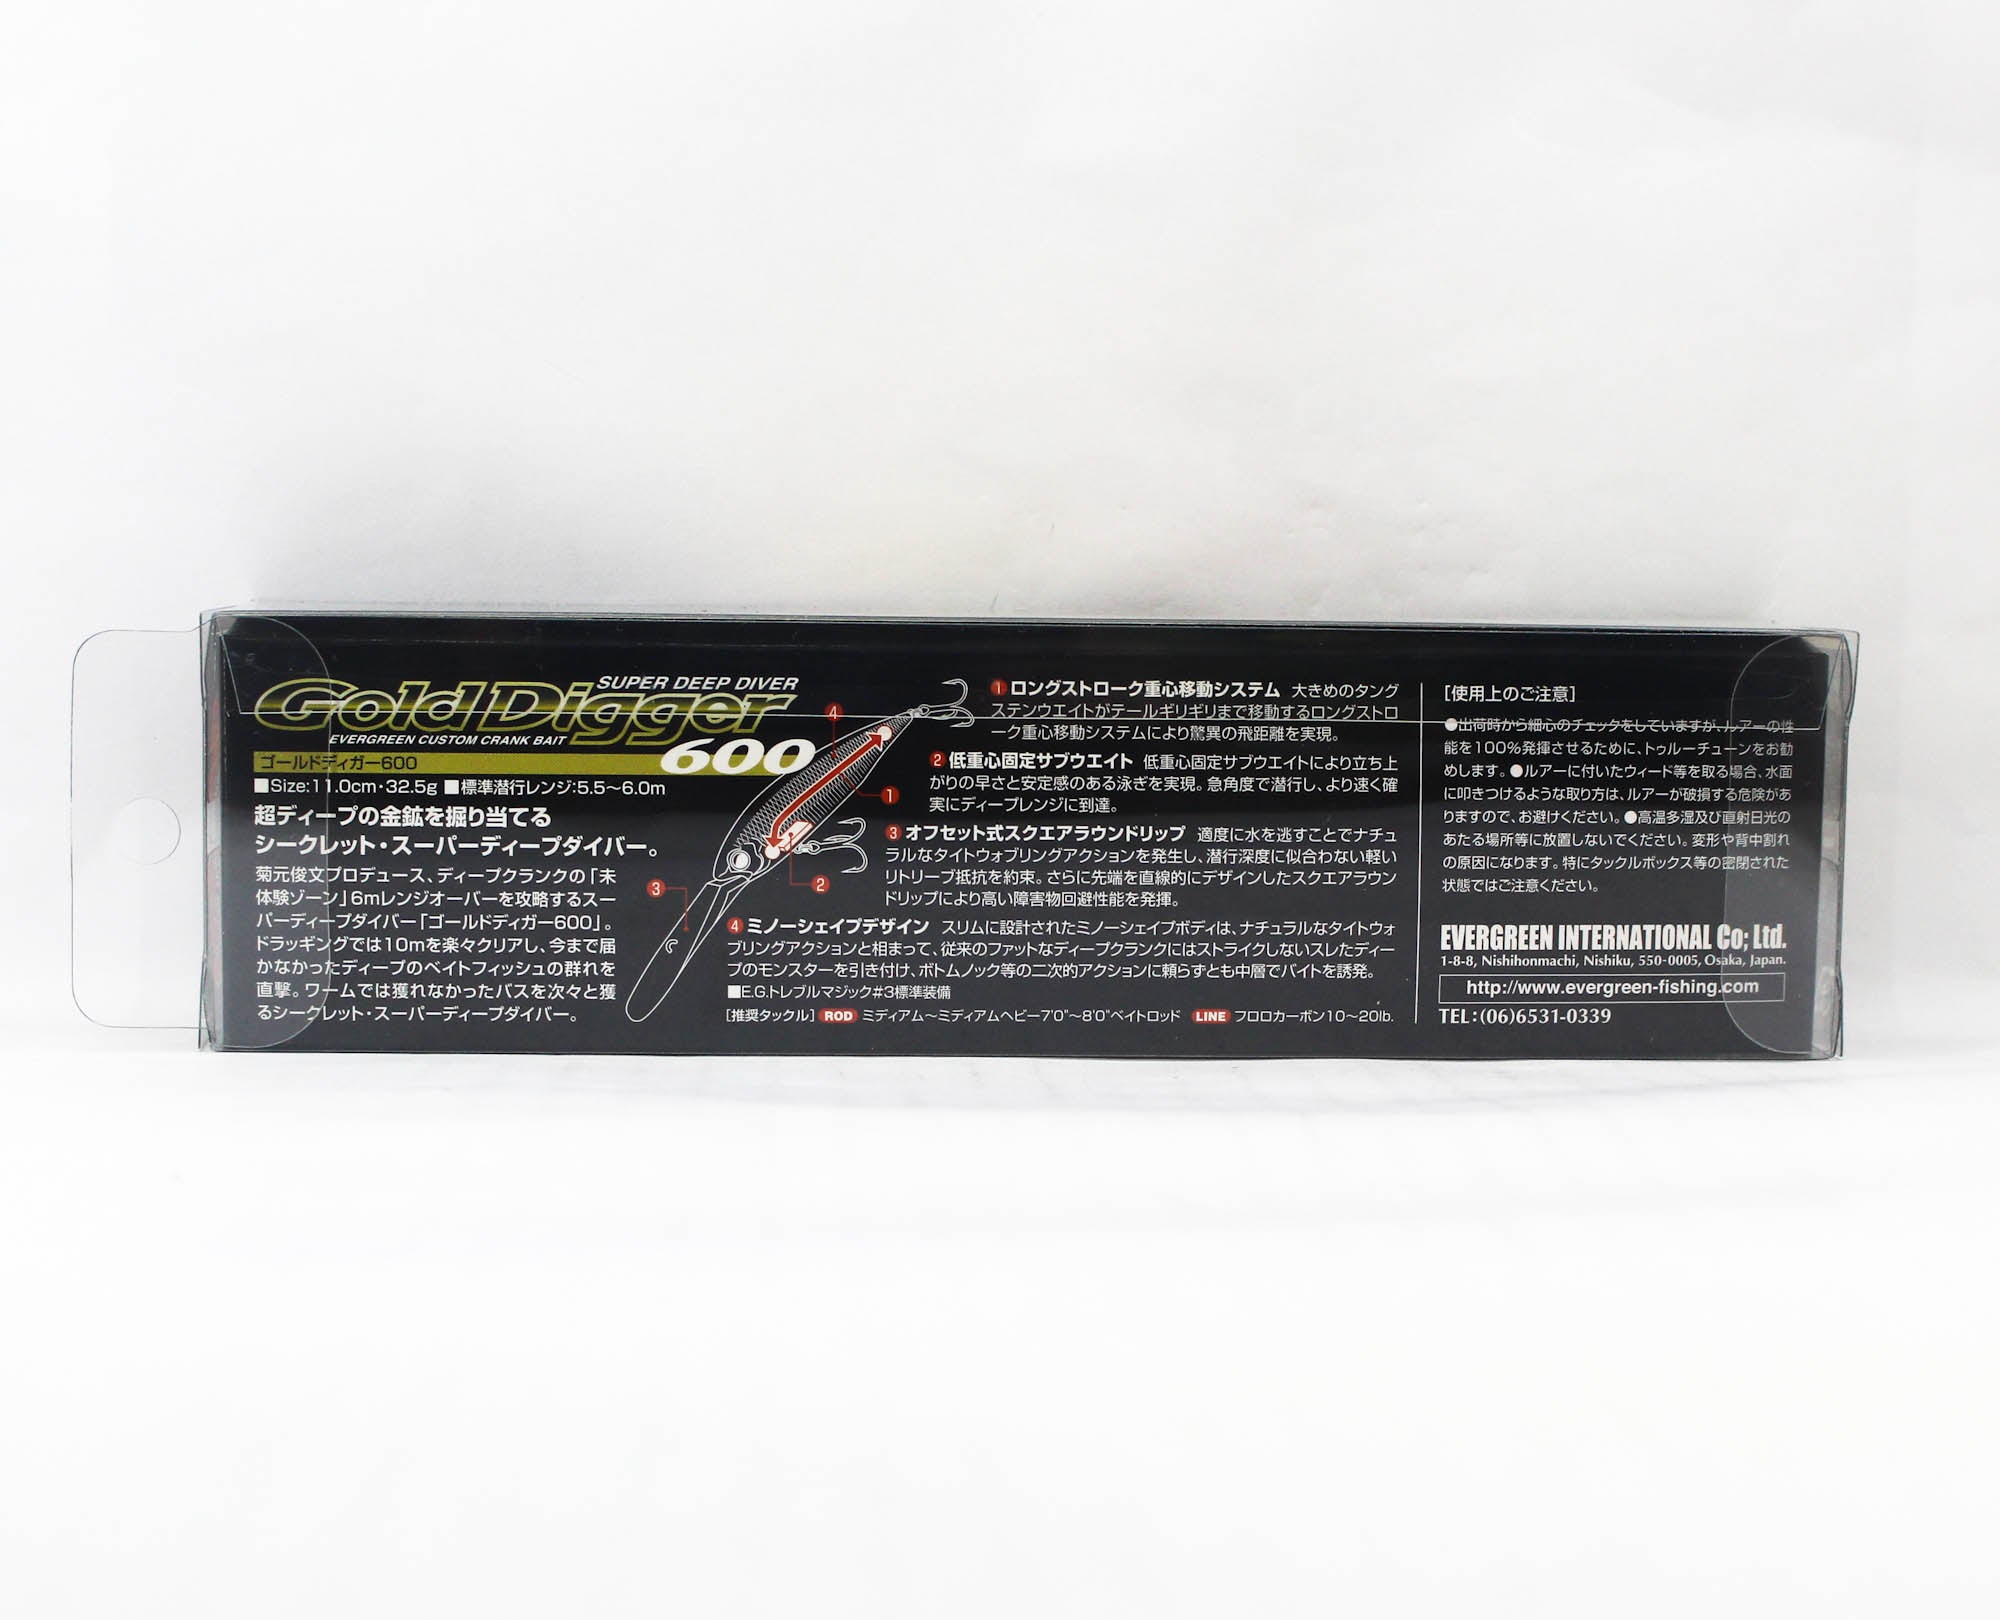 SUPER DEEP DIVER
Gold Digger
EVERGREEN CUSTOM CRANK BAIT
600
ゴールドディガー600
■Size:11.0cm・32.5g ■標準潜行レンジ:5.5～6.0m
超ディープの金鉱を掘り当てる
シークレット・スーパーディープダイバー。
菊元俊文プロデュース、ディープクランクの「未
体験ゾーン」6mレンジオーバーを攻略するスー
パーディープダイバー「ゴールドディガー600」。
ドラッギングでは10mを楽々クリアし、今まで届
かなかったディープのベイトフィッシュの群れを
直撃。ワームでは獲れなかったバスを次々と獲
るシークレット・スーパーディープダイバー。
4
1
2
3
1 ロングストローク重心移動システム 大きめのタング
ステンウエイトがテールギリギリまで移動するロングストロ
ーク重心移動システムにより驚異の飛距離を実現。
2 低重心固定サブウエイト 低重心固定サブウエイトにより立ち上
がりの早さと安定感のある泳ぎを実現。急角度で潜行し、より速く確
実にディープレンジに到達。
3 オフセット式スクエアラウンドリップ 適度に水を逃すことでナチュ
ラルなタイトウォブリングアクションを発生し、潜行深度に似合わない軽い
リトリーブ抵抗を約束。さらに先端を直線的にデザインしたスクエアラウン
ドリップにより高い障害物回避性能を発揮。
4 ミノーシェイプデザイン スリムに設計されたミノーシェイプボディは、ナチュラルなタイトウォ
ブリングアクションと相まって、従来のファットなディープクランクにはストライクしないスレたディー
プのモンスターを引き付け、ボトムノック等の二次的アクションに頼らずとも中層でバイトを誘発。
■E.G.トレブルマジック#3標準装備
[推奨タックル] ROD ミディアム～ミディアムヘビー7'0"～8'0"ベイトロッド LINE フロロカーボン10～20lb.
[使用上のご注意]
●出荷時から細心のチェックをしていますが、ルアーの性
能を100%発揮させるために、トゥルーチューンをお勧
めします。●ルアーに付いたウィード等を取る場合、水面
に叩きつけるような取り方は、ルアーが破損する危険があ
りますので、お避けください。●高温多湿及び直射日光の
あたる場所等に放置しないでください。変形や背中割れ
の原因になります。特にタックルボックス等の密閉された
状態ではご注意ください。
EVERGREEN INTERNATIONAL Co; Ltd.
1-8-8, Nishihonmachi, Nishiku, 550-0005, Osaka, Japan.
http://www.evergreen-fishing.com
TEL:(06)6531-0339